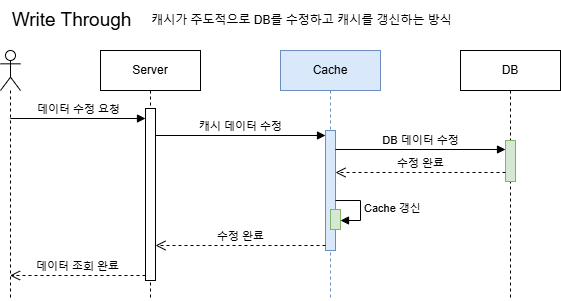 Write Through 캐시가 주도적으로 DB를 수정하고 캐시를 갱신하는 방식
Server Cache DB
데이터 수정 요청
캐시 데이터 수정
DB 데이터 수정
수정 완료
Cache 갱신
수정 완료
데이터 조회 완료